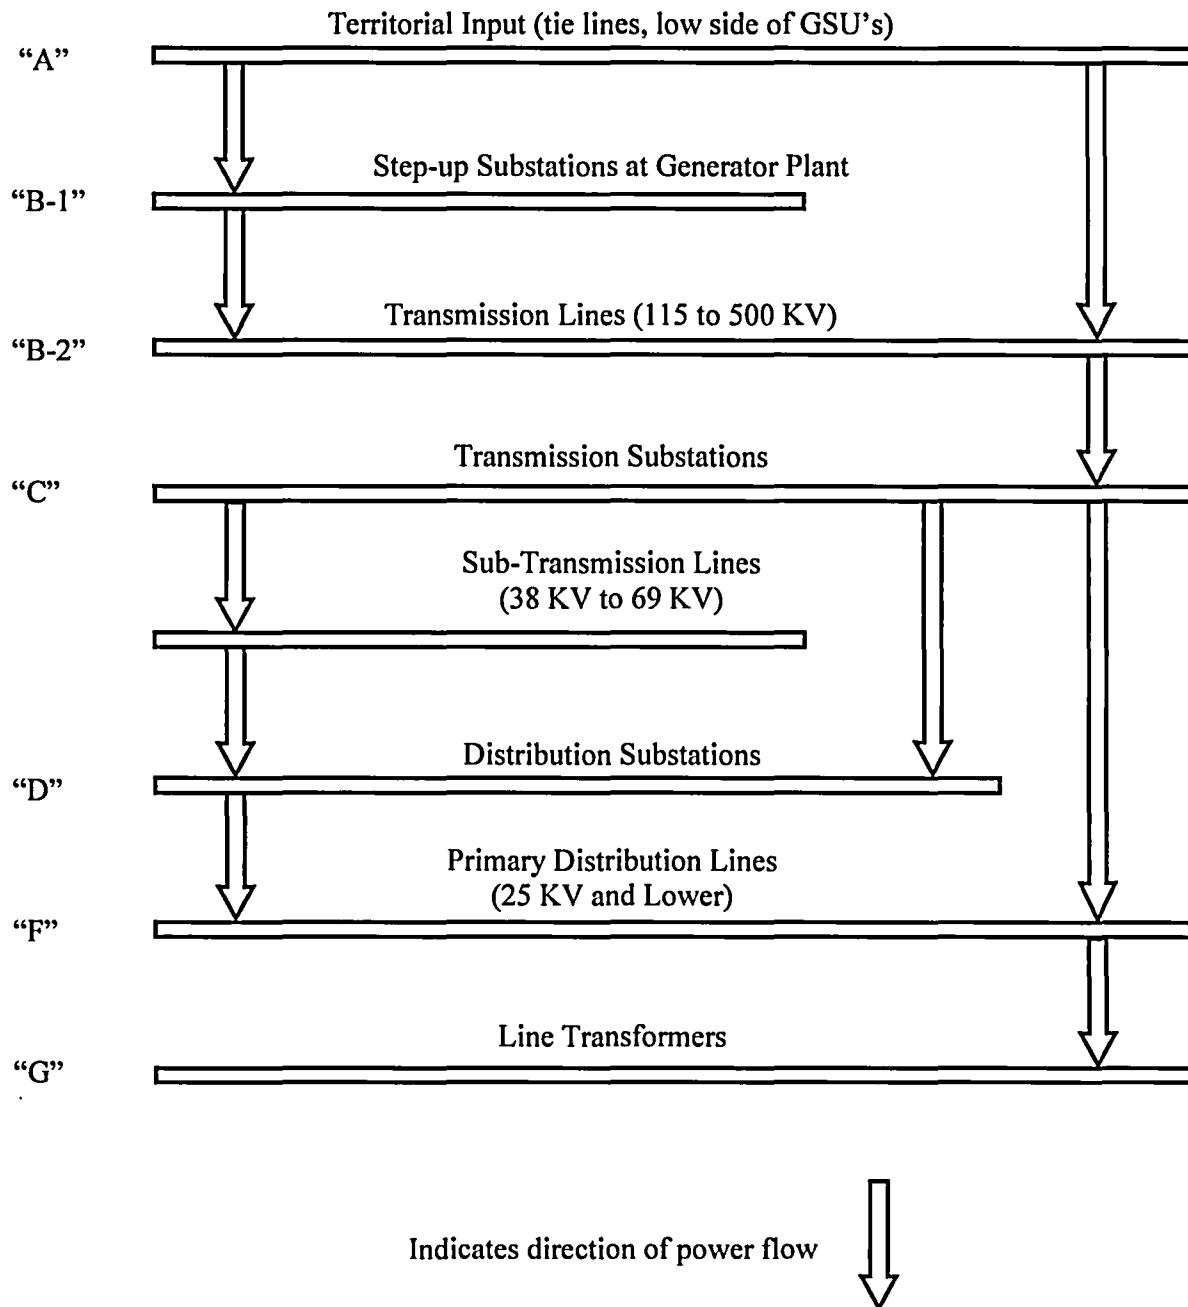 Territorial Input (tie lines, low side of GSU's)
“A”
Step-up Substations at Generator Plant
“B-1”
Transmission Lines (115 to 500 KV)
“B-2”
Transmission Substations
“C”
Sub-Transmission Lines
(38 KV to 69 KV)
Distribution Substations
“D”
Primary Distribution Lines
(25 KV and Lower)
“F”
Line Transformers
“G”
Indicates direction of power flow